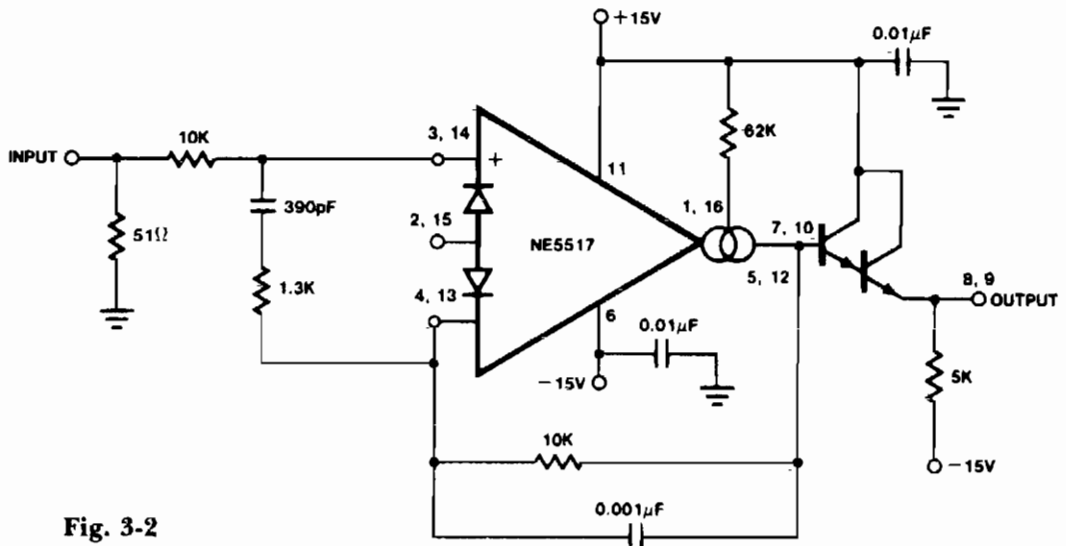 +15V
0.01µF
10K
3, 14
62K
INPUT
+
11
390pF
1, 16
2, 15
7, 10
51Ω
NE5517
8, 9
5, 12
OUTPUT
1.3K
4, 13
6
0.01µF
5K
−15V
10K
−15V
0.001µF
Fig. 3-2